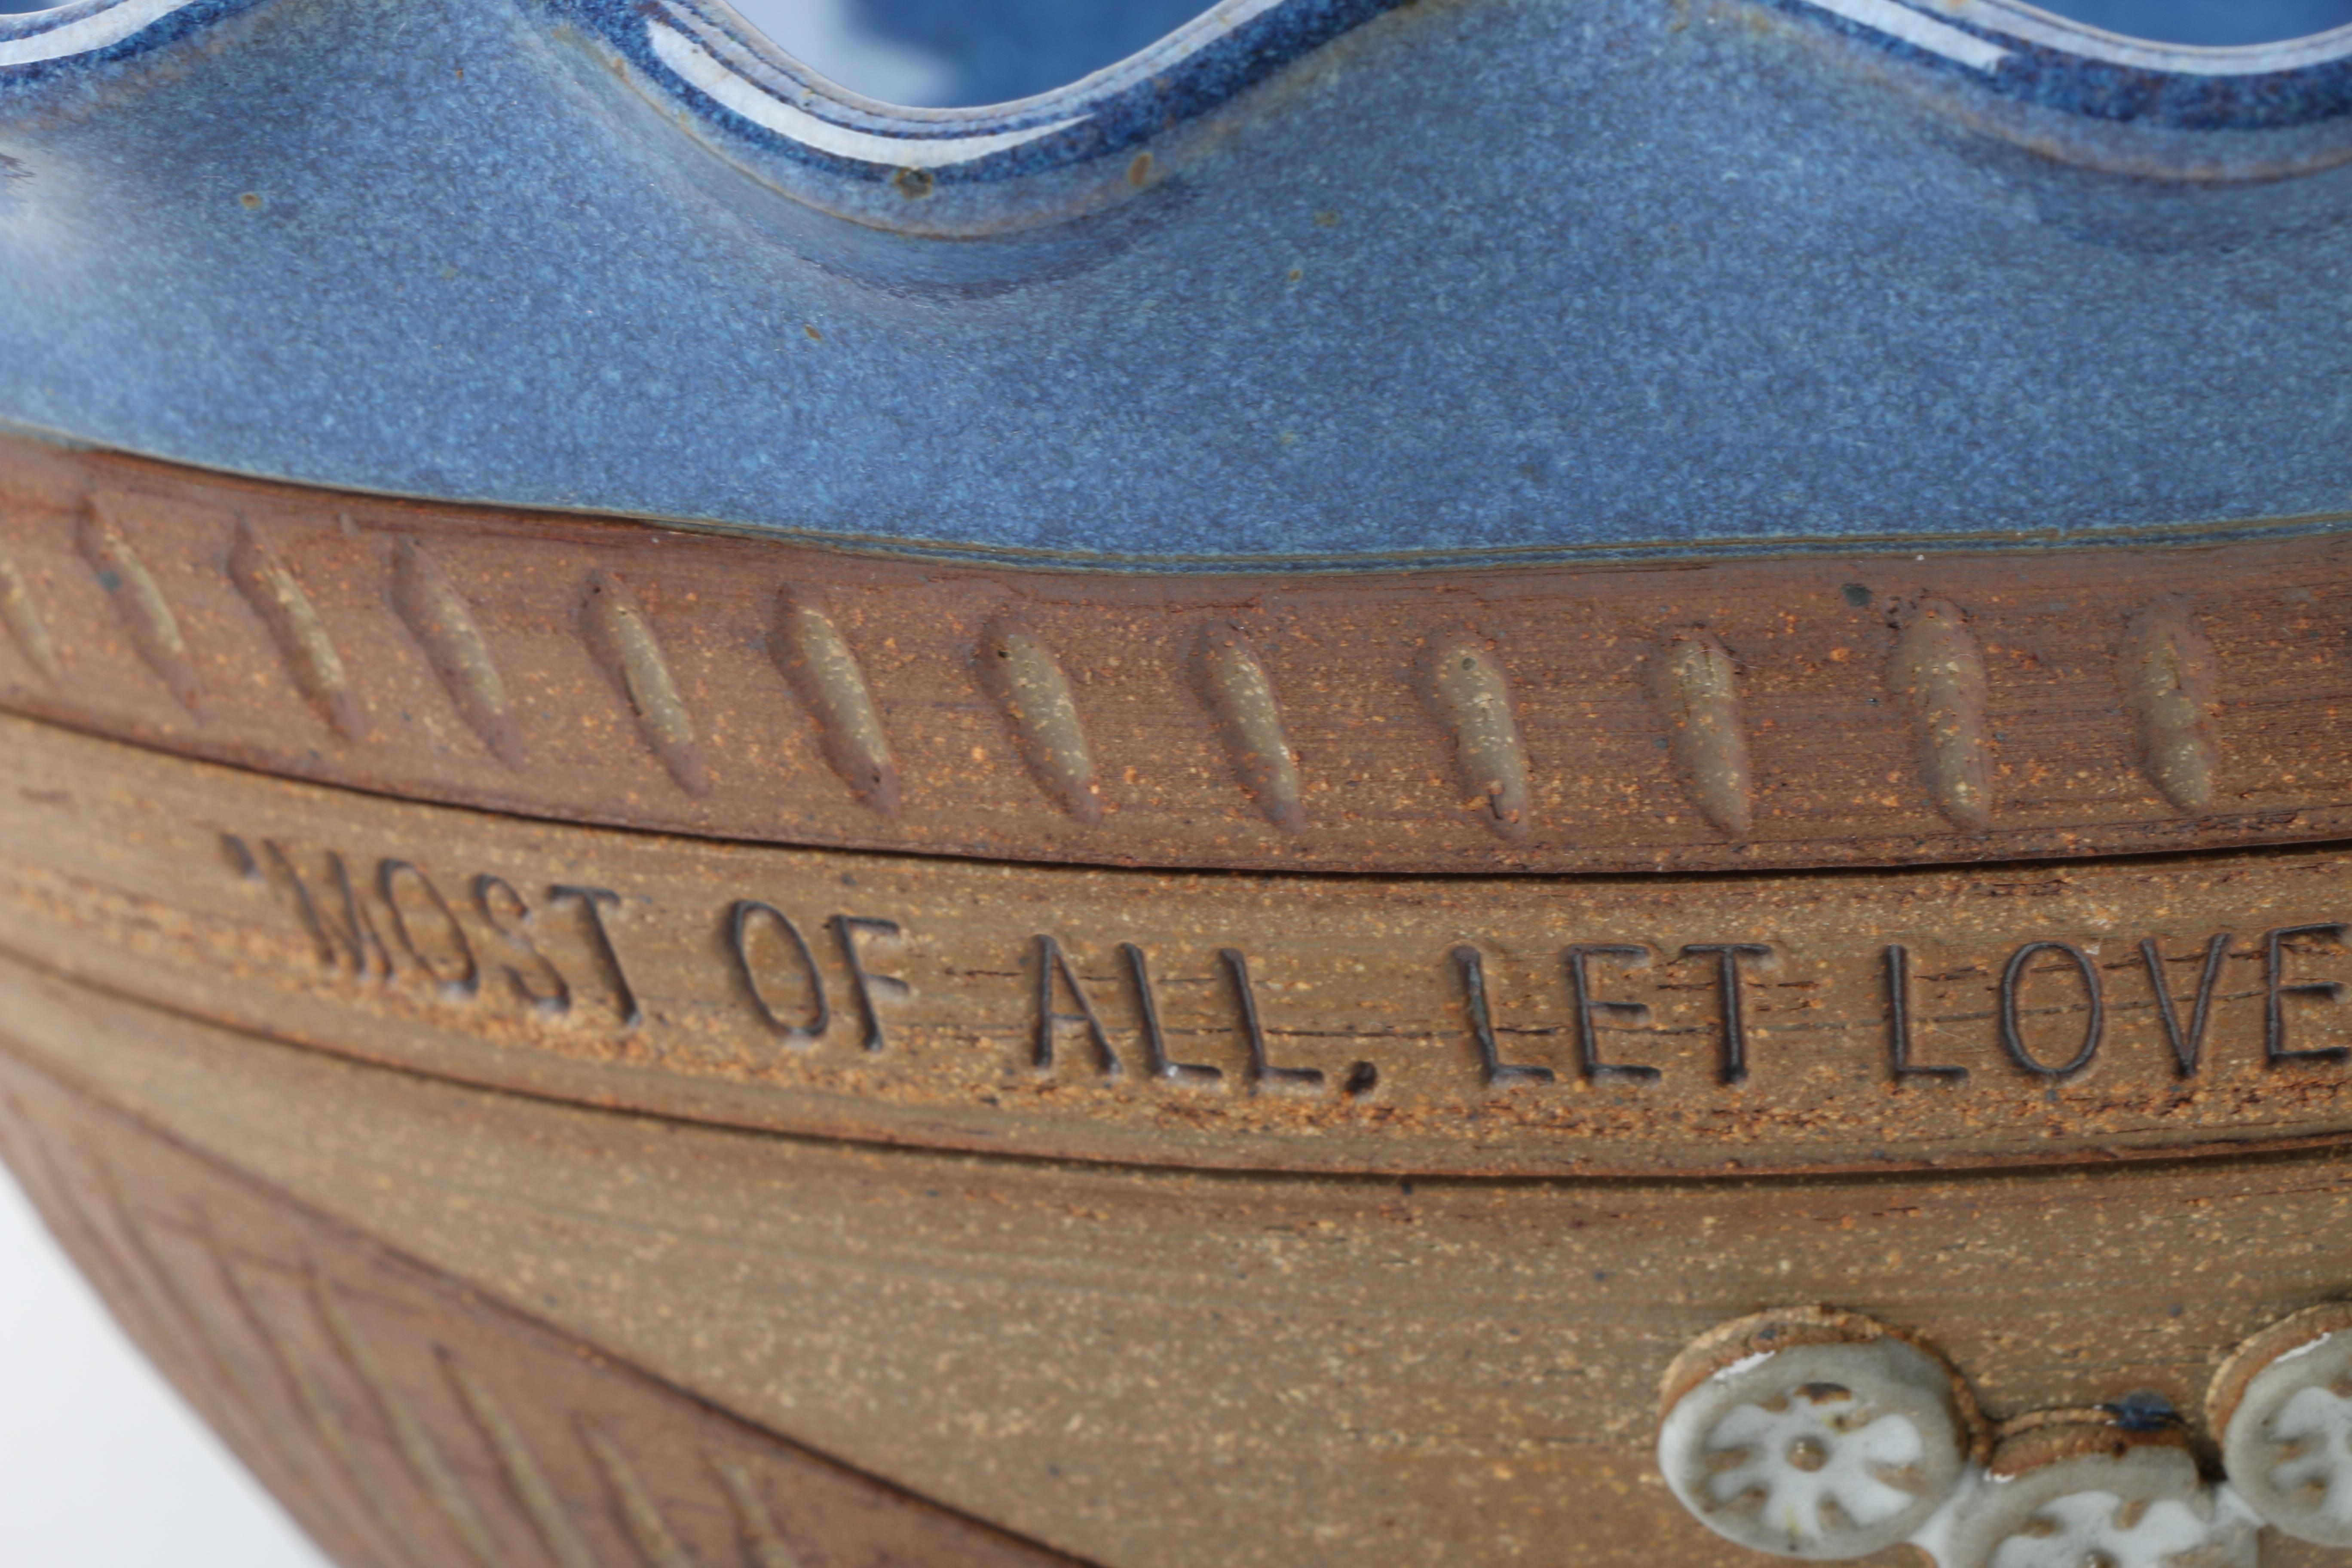 "MOST OF ALL, LET LOVE